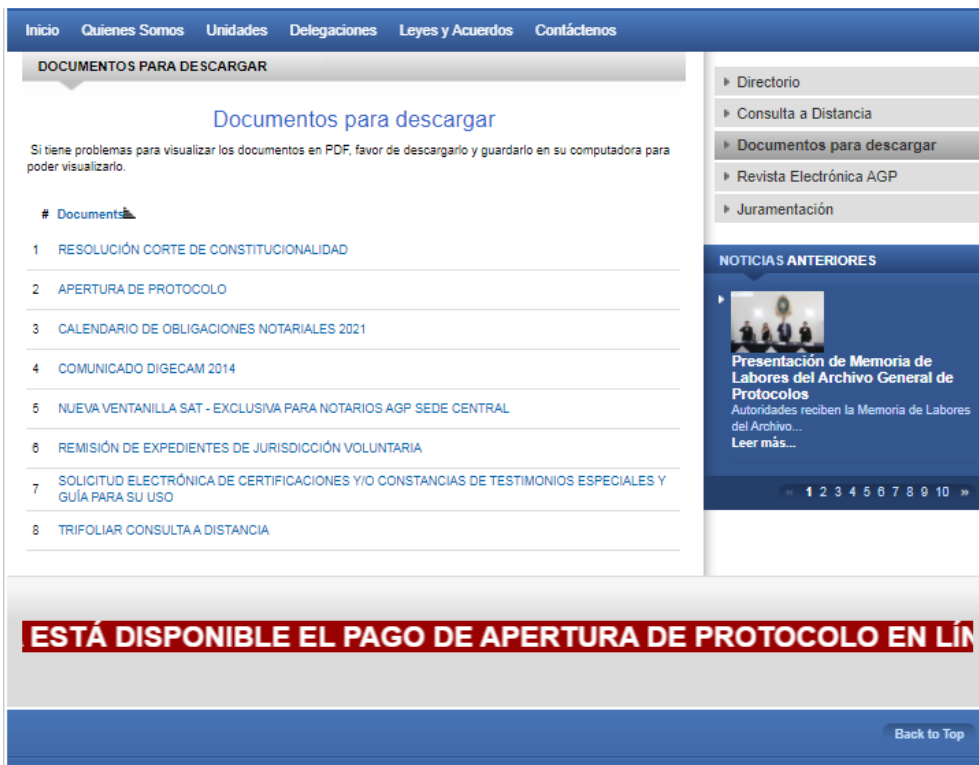 Inicio Quienes Somos Unidades Delegaciones Leyes y Acuerdos Contáctenos
DOCUMENTOS PARA DESCARGAR
Documentos para descargar
Si tiene problemas para visualizar los documentos en PDF, favor de descargarlo y guardarlo en su computadora para
poder visualizarlo.
# Documents
1 RESOLUCIÓN CORTE DE CONSTITUCIONALIDAD
2 APERTURA DE PROTOCOLO
3 CALENDARIO DE OBLIGACIONES NOTARIALES 2021
4 COMUNICADO DIGECAM 2014
5 NUEVA VENTANILLA SAT - EXCLUSIVA PARA NOTARIOS AGP SEDE CENTRAL
6 REMISIÓN DE EXPEDIENTES DE JURISDICCIÓN VOLUNTARIA
7 SOLICITUD ELECTRÓNICA DE CERTIFICACIONES Y/O CONSTANCIAS DE TESTIMONIOS ESPECIALES Y
GUÍA PARA SU USO
8 TRIFOLIAR CONSULTA A DISTANCIA
Directorio
Consulta a Distancia
Documentos para descargar
Revista Electrónica AGP
Juramentación
NOTICIAS ANTERIORES
Presentación de Memoria de
Labores del Archivo General de
Protocolos
Autoridades reciben la Memoria de Labores
del Archivo...
Leer más...
« 1 2 3 4 5 6 7 8 9 10 »
ESTÁ DISPONIBLE EL PAGO DE APERTURA DE PROTOCOLO EN LÍN
Back to Top